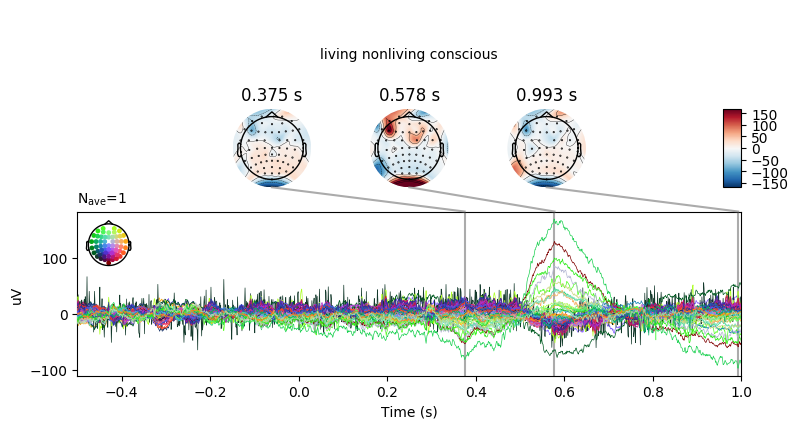 living nonliving conscious
0.375 s 0.578 s 0.993 s
150
100
50
0
−50
−100
−150
Nave=1
100
0
−100
uV
−0.4 −0.2 0.0 0.2 0.4 0.6 0.8 1.0
Time (s)